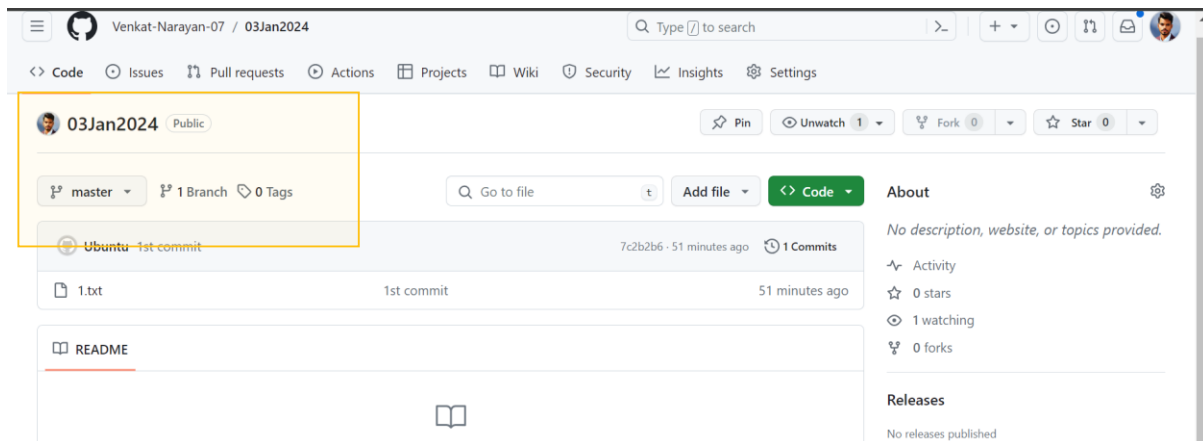 Venkat-Narayan-07 / 03Jan2024 Type / to search
Code Issues Pull requests Actions Projects Wiki Security Insights Settings
03Jan2024 Public Pin Unwatch 1 Fork 0 Star 0
master 1 Branch 0 Tags Go to file t Add file Code
About
No description, website, or topics provided.
Ubuntu 1st commit 7c2b2b6 · 51 minutes ago 1 Commits
1.txt 1st commit 51 minutes ago
Activity
0 stars
1 watching
0 forks
README
Releases
No releases published